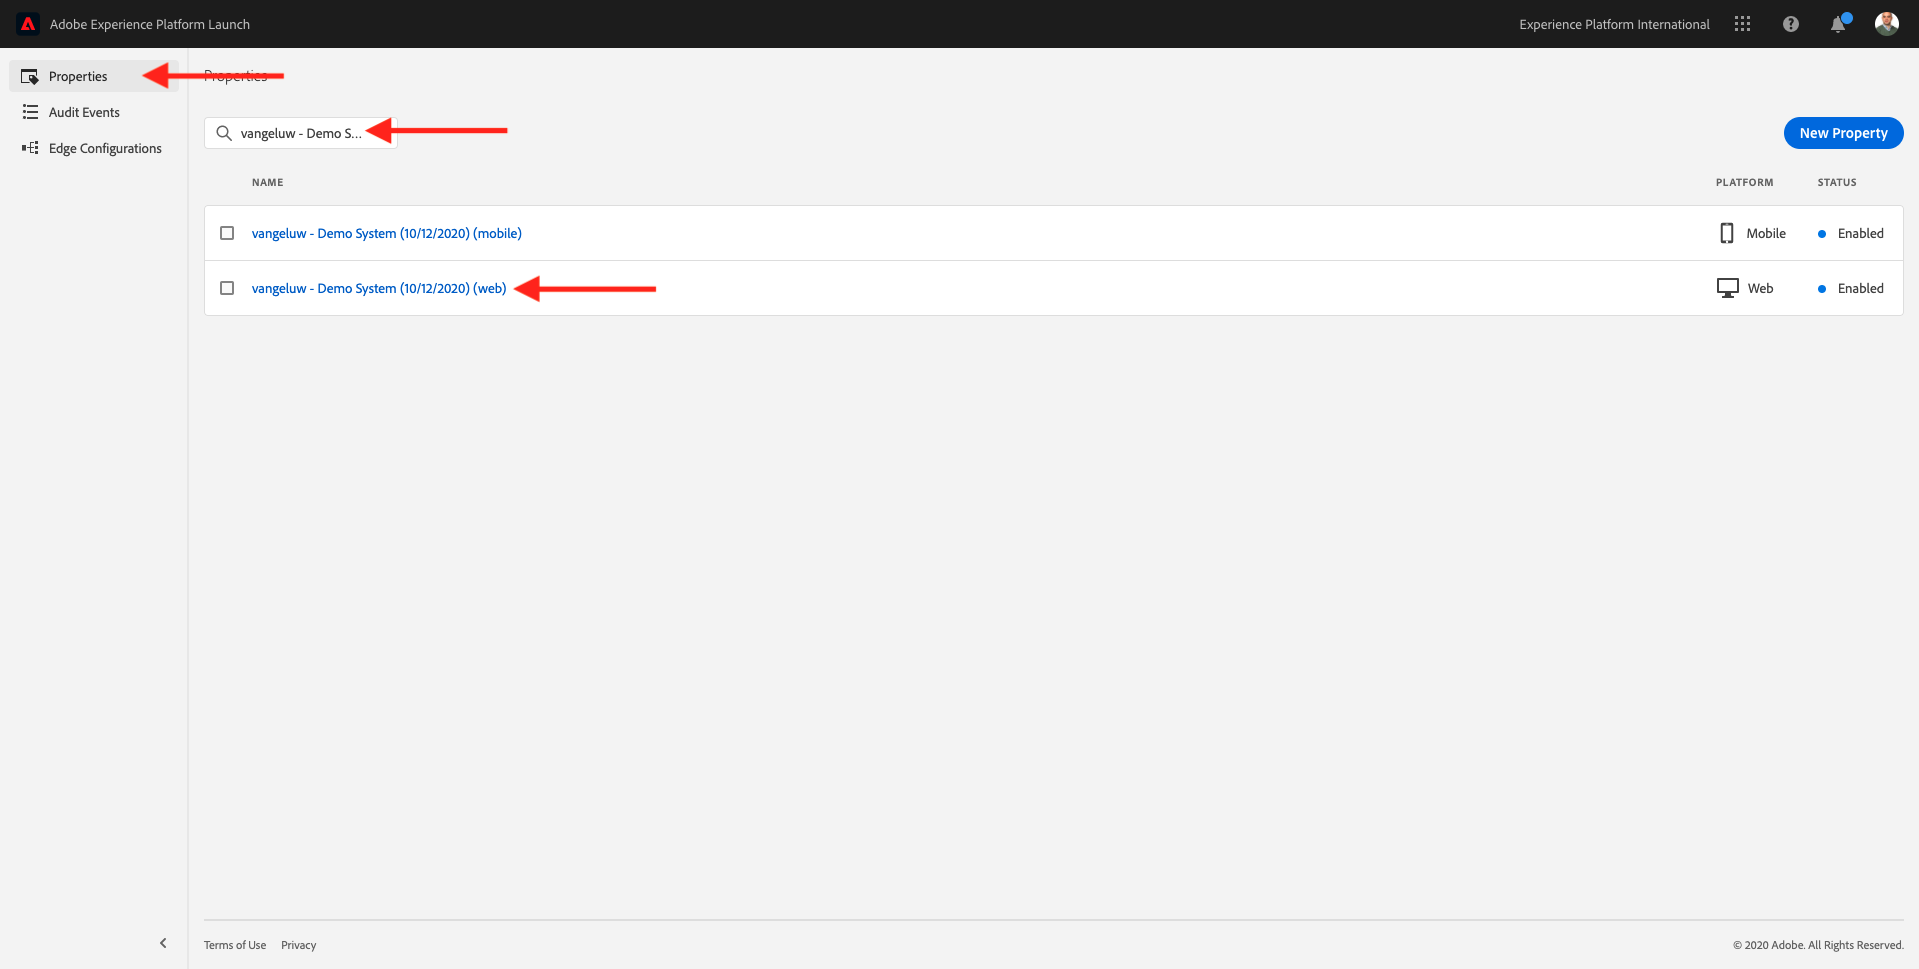 Adobe Experience Platform Launch
Experience Platform International
Properties
Audit Events
Edge Configurations
Properties
vangeluw - Demo S...
New Property
NAME PLATFORM STATUS
vangeluw - Demo System (10/12/2020) (mobile) Mobile Enabled
vangeluw - Demo System (10/12/2020) (web) Web Enabled
Terms of Use Privacy
© 2020 Adobe. All Rights Reserved.